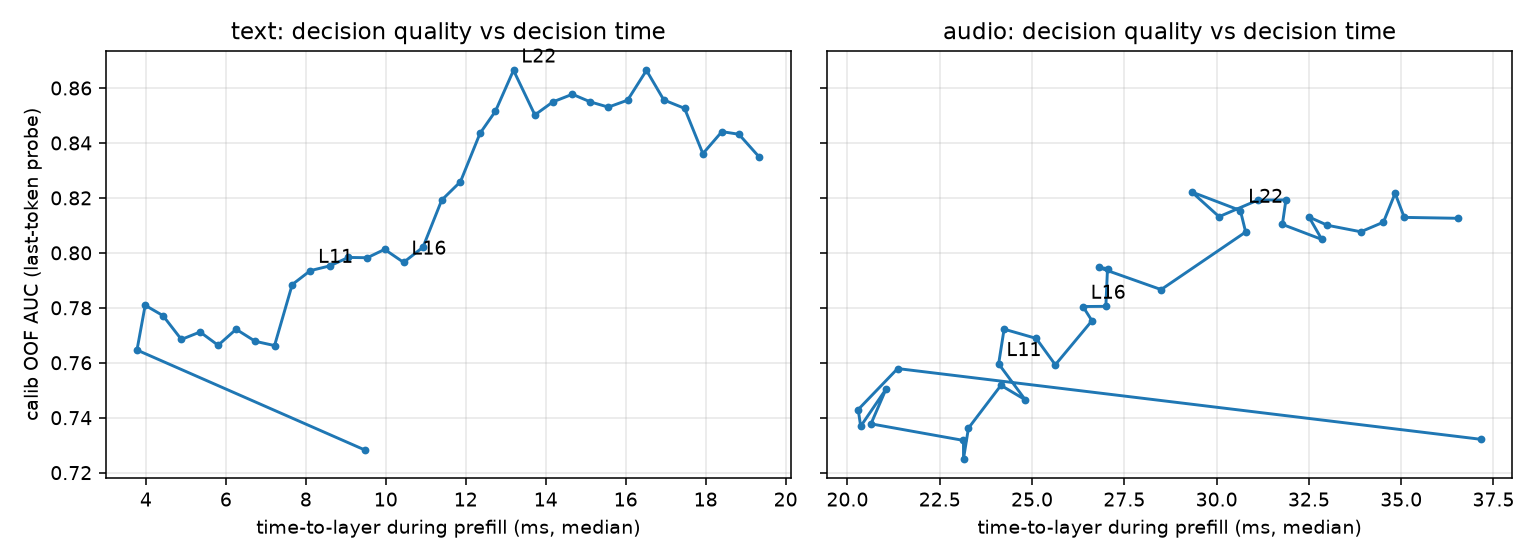 text: decision quality vs decision time
audio: decision quality vs decision time
calib OOF AUC (last-token probe)
0.86
0.84
0.82
0.80
0.78
0.76
0.74
0.72
L22
L11
L16
L22
L16
L11
4 6 8 10 12 14 16 18 20
20.0 22.5 25.0 27.5 30.0 32.5 35.0 37.5
time-to-layer during prefill (ms, median)
time-to-layer during prefill (ms, median)